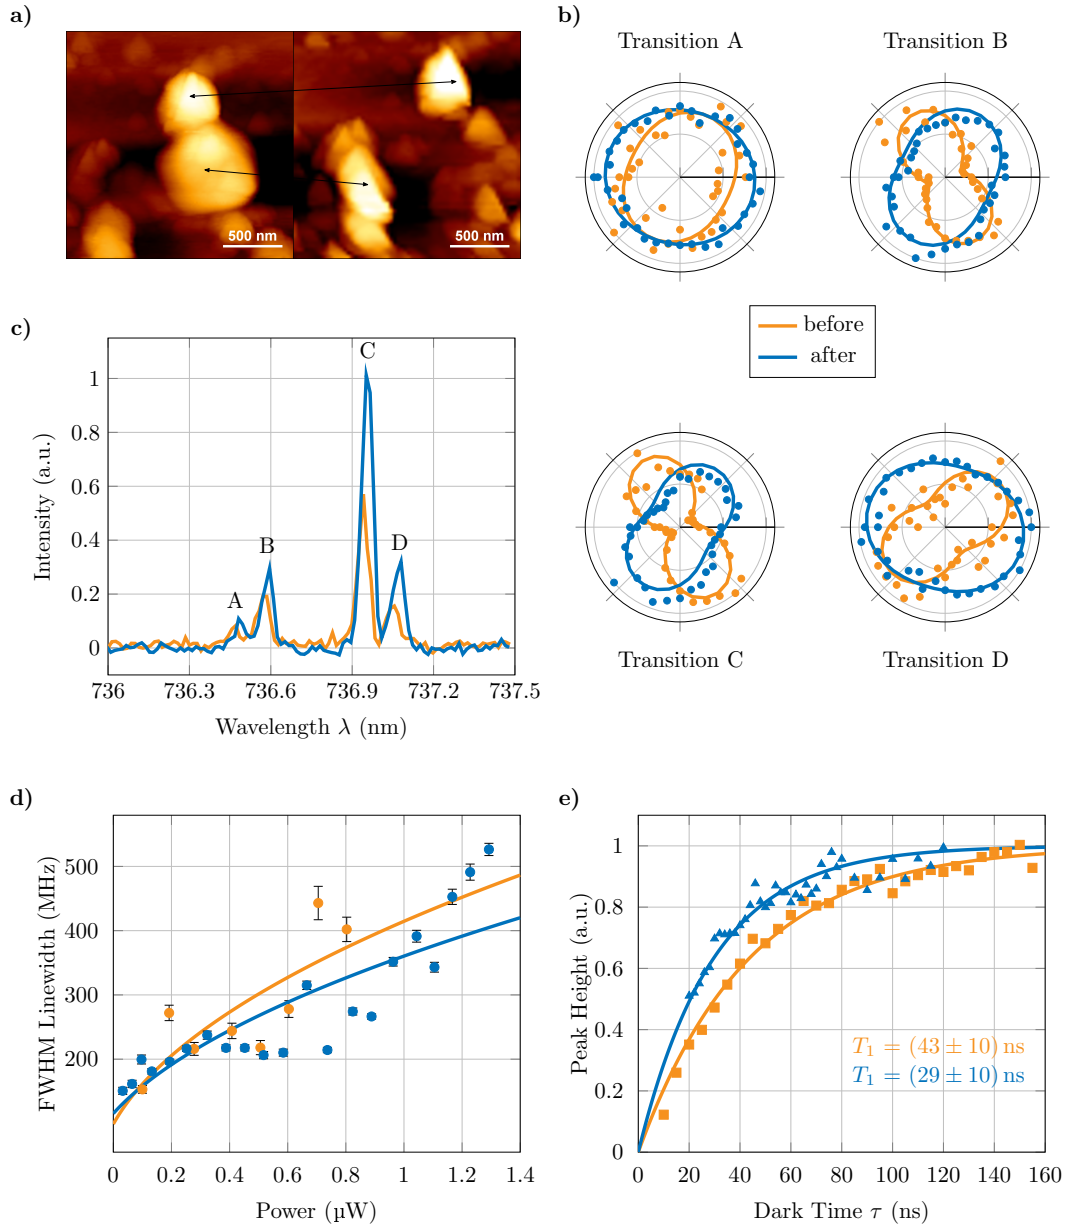 a)
500 nm
500 nm
b)
Transition A
Transition B
before
after
Transition C
Transition D
c)
Intensity (a.u.)
1
0.8
0.6
0.4
0.2
0
A
B
C
D
736
736.3
736.6
736.9
737.2
737.5
Wavelength λ (nm)
d)
FWHM Linewidth (MHz)
500
400
300
200
0
0.2
0.4
0.6
0.8
1
1.2
1.4
Power (µW)
e)
Peak Height (a.u.)
1
0.8
0.6
0.4
0.2
0
T₁ = (43 ± 10) ns
T₁ = (29 ± 10) ns
0
20
40
60
80
100
120
140
160
Dark Time τ (ns)